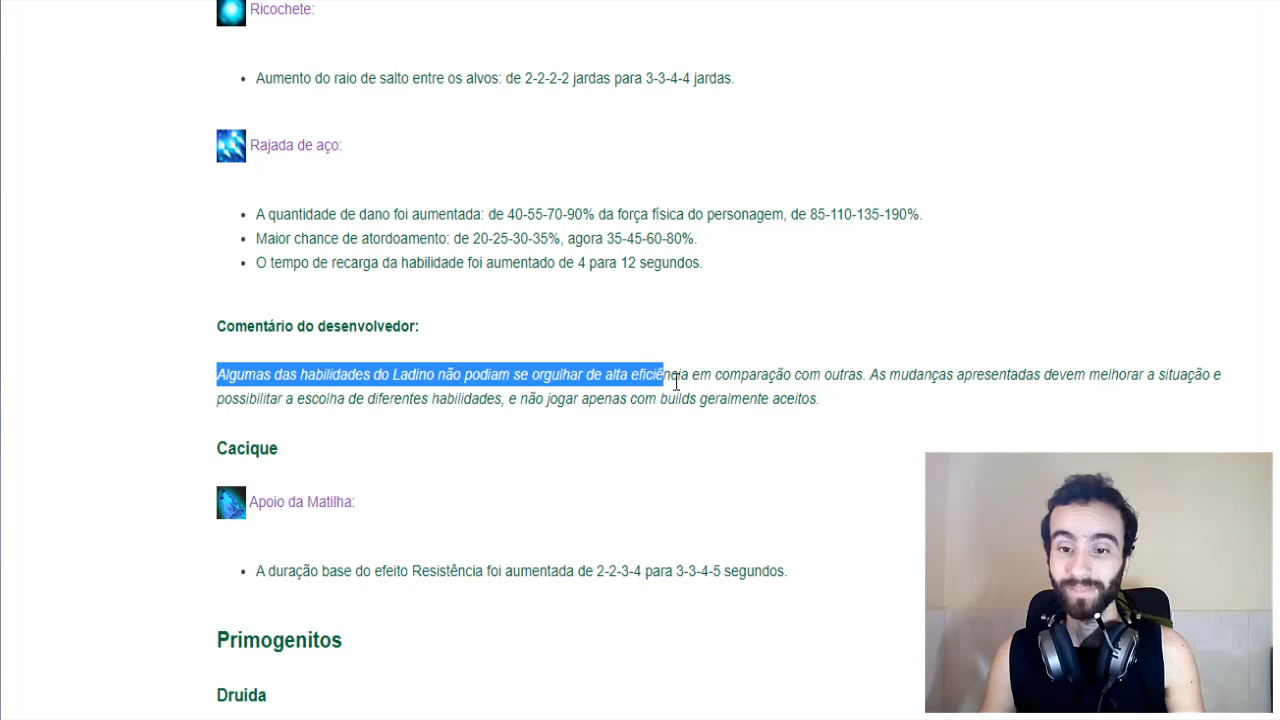 Ricochete:
Aumento do raio de salto entre os alvos: de 2-2-2-2 jardas para 3-3-4-4 jardas.
Rajada de aço:
A quantidade de dano foi aumentada: de 40-55-70-90% da força física do personagem, de 85-110-135-190%.
Maior chance de atordoamento: de 20-25-30-35%, agora 35-45-60-80%.
O tempo de recarga da habilidade foi aumentado de 4 para 12 segundos.
Comentário do desenvolvedor:
Algumas das habilidades do Ladino não podiam se orgulhar de alta eficiência em comparação com outras. As mudanças apresentadas devem melhorar a situação e
possibilitar a escolha de diferentes habilidades, e não jogar apenas com builds geralmente aceitos.
Cacique
Apoio da Matilha:
A duração base do efeito Resistência foi aumentada de 2-2-3-4 para 3-3-4-5 segundos.
Primogenitos
Druida